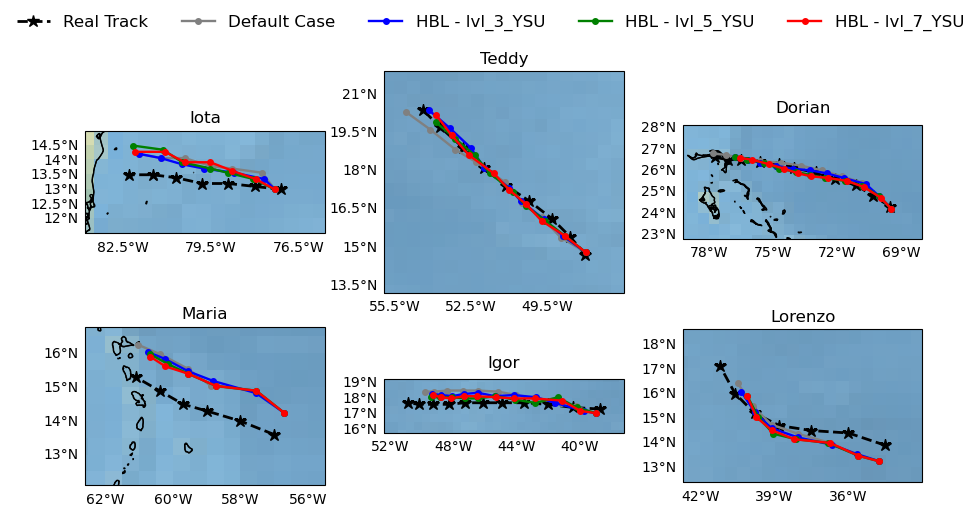 Real Track Default Case HBL - lvl_3_YSU HBL - lvl_5_YSU HBL - lvl_7_YSU
Iota
14.5°N
14°N
13.5°N
13°N
12.5°N
12°N
82.5°W 79.5°W 76.5°W
Teddy
21°N
19.5°N
18°N
16.5°N
15°N
13.5°N
55.5°W 52.5°W 49.5°W
Dorian
28°N
27°N
26°N
25°N
24°N
23°N
78°W 75°W 72°W 69°W
Maria
16°N
15°N
14°N
13°N
62°W 60°W 58°W 56°W
Igor
19°N
18°N
17°N
16°N
52°W 48°W 44°W 40°W
Lorenzo
18°N
17°N
16°N
15°N
14°N
13°N
42°W 39°W 36°W